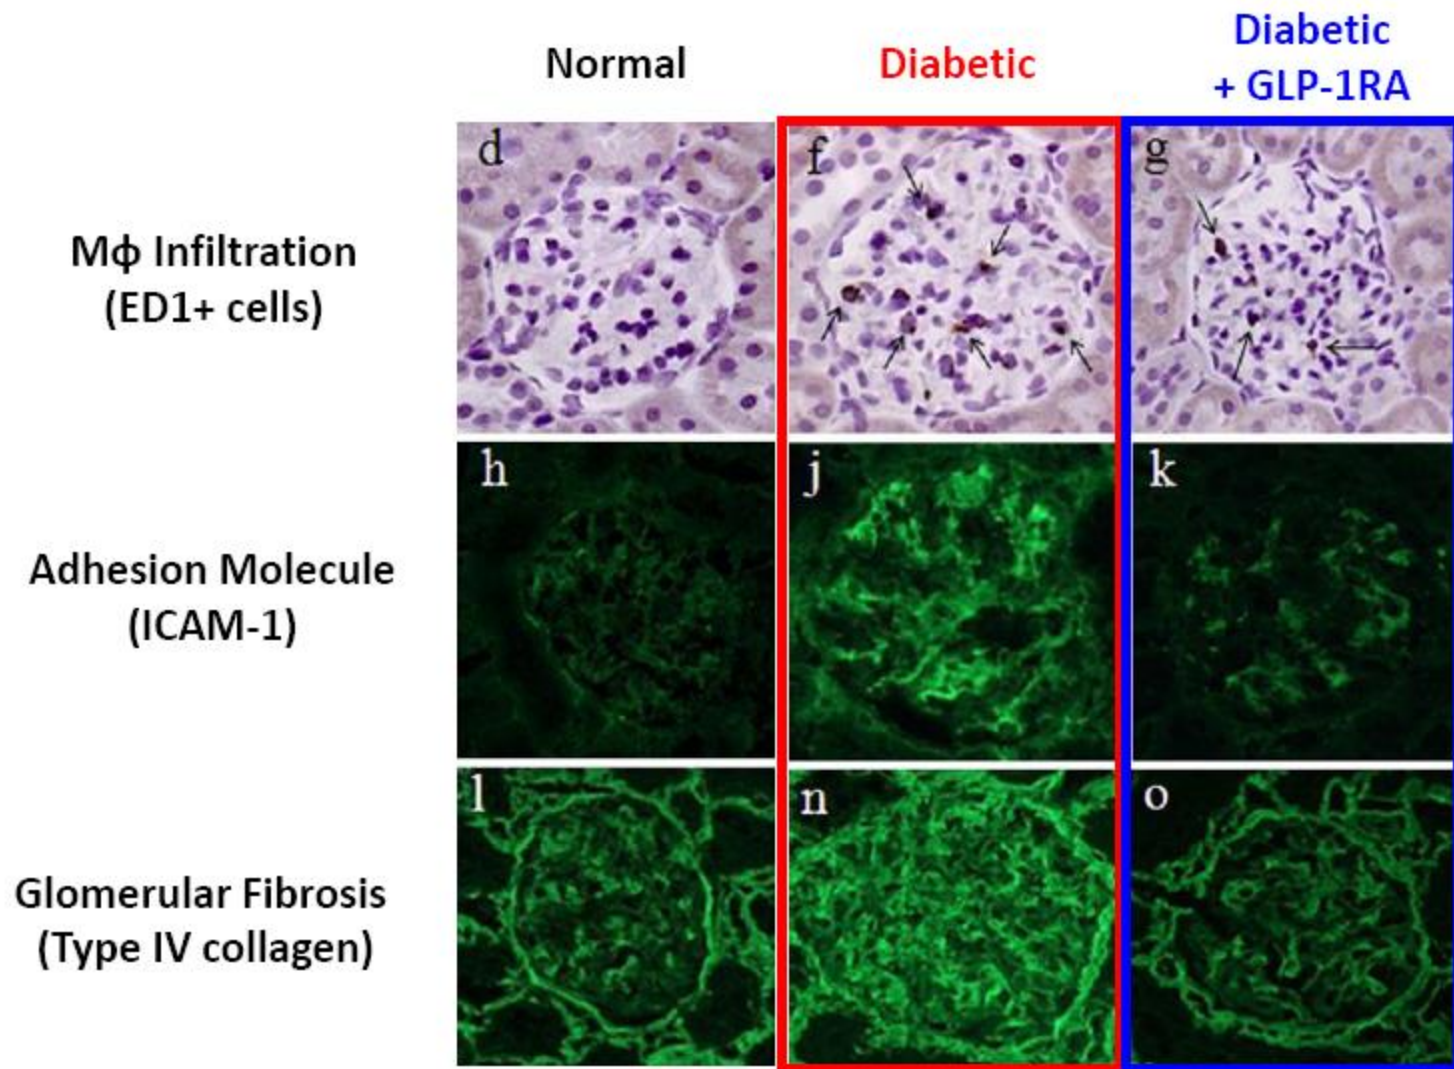 Normal
Diabetic
Diabetic
+ GLP-1RA
Mϕ Infiltration
(ED1+ cells)
d
f
g
Adhesion Molecule
(ICAM-1)
h
j
k
Glomerular Fibrosis
(Type IV collagen)
l
n
o